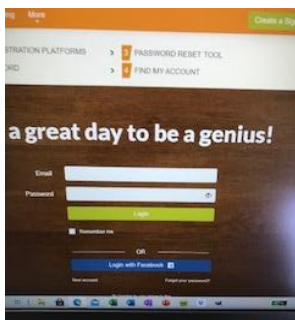 More
Create a Sig
STRATION PLATFORMS > 3 PASSWORD RESET TOOL
ORD > 4 FIND MY ACCOUNT
a great day to be a genius!
Email
Password
Login
Remember me
OR
Login with Facebook
New account
Forgot your password?